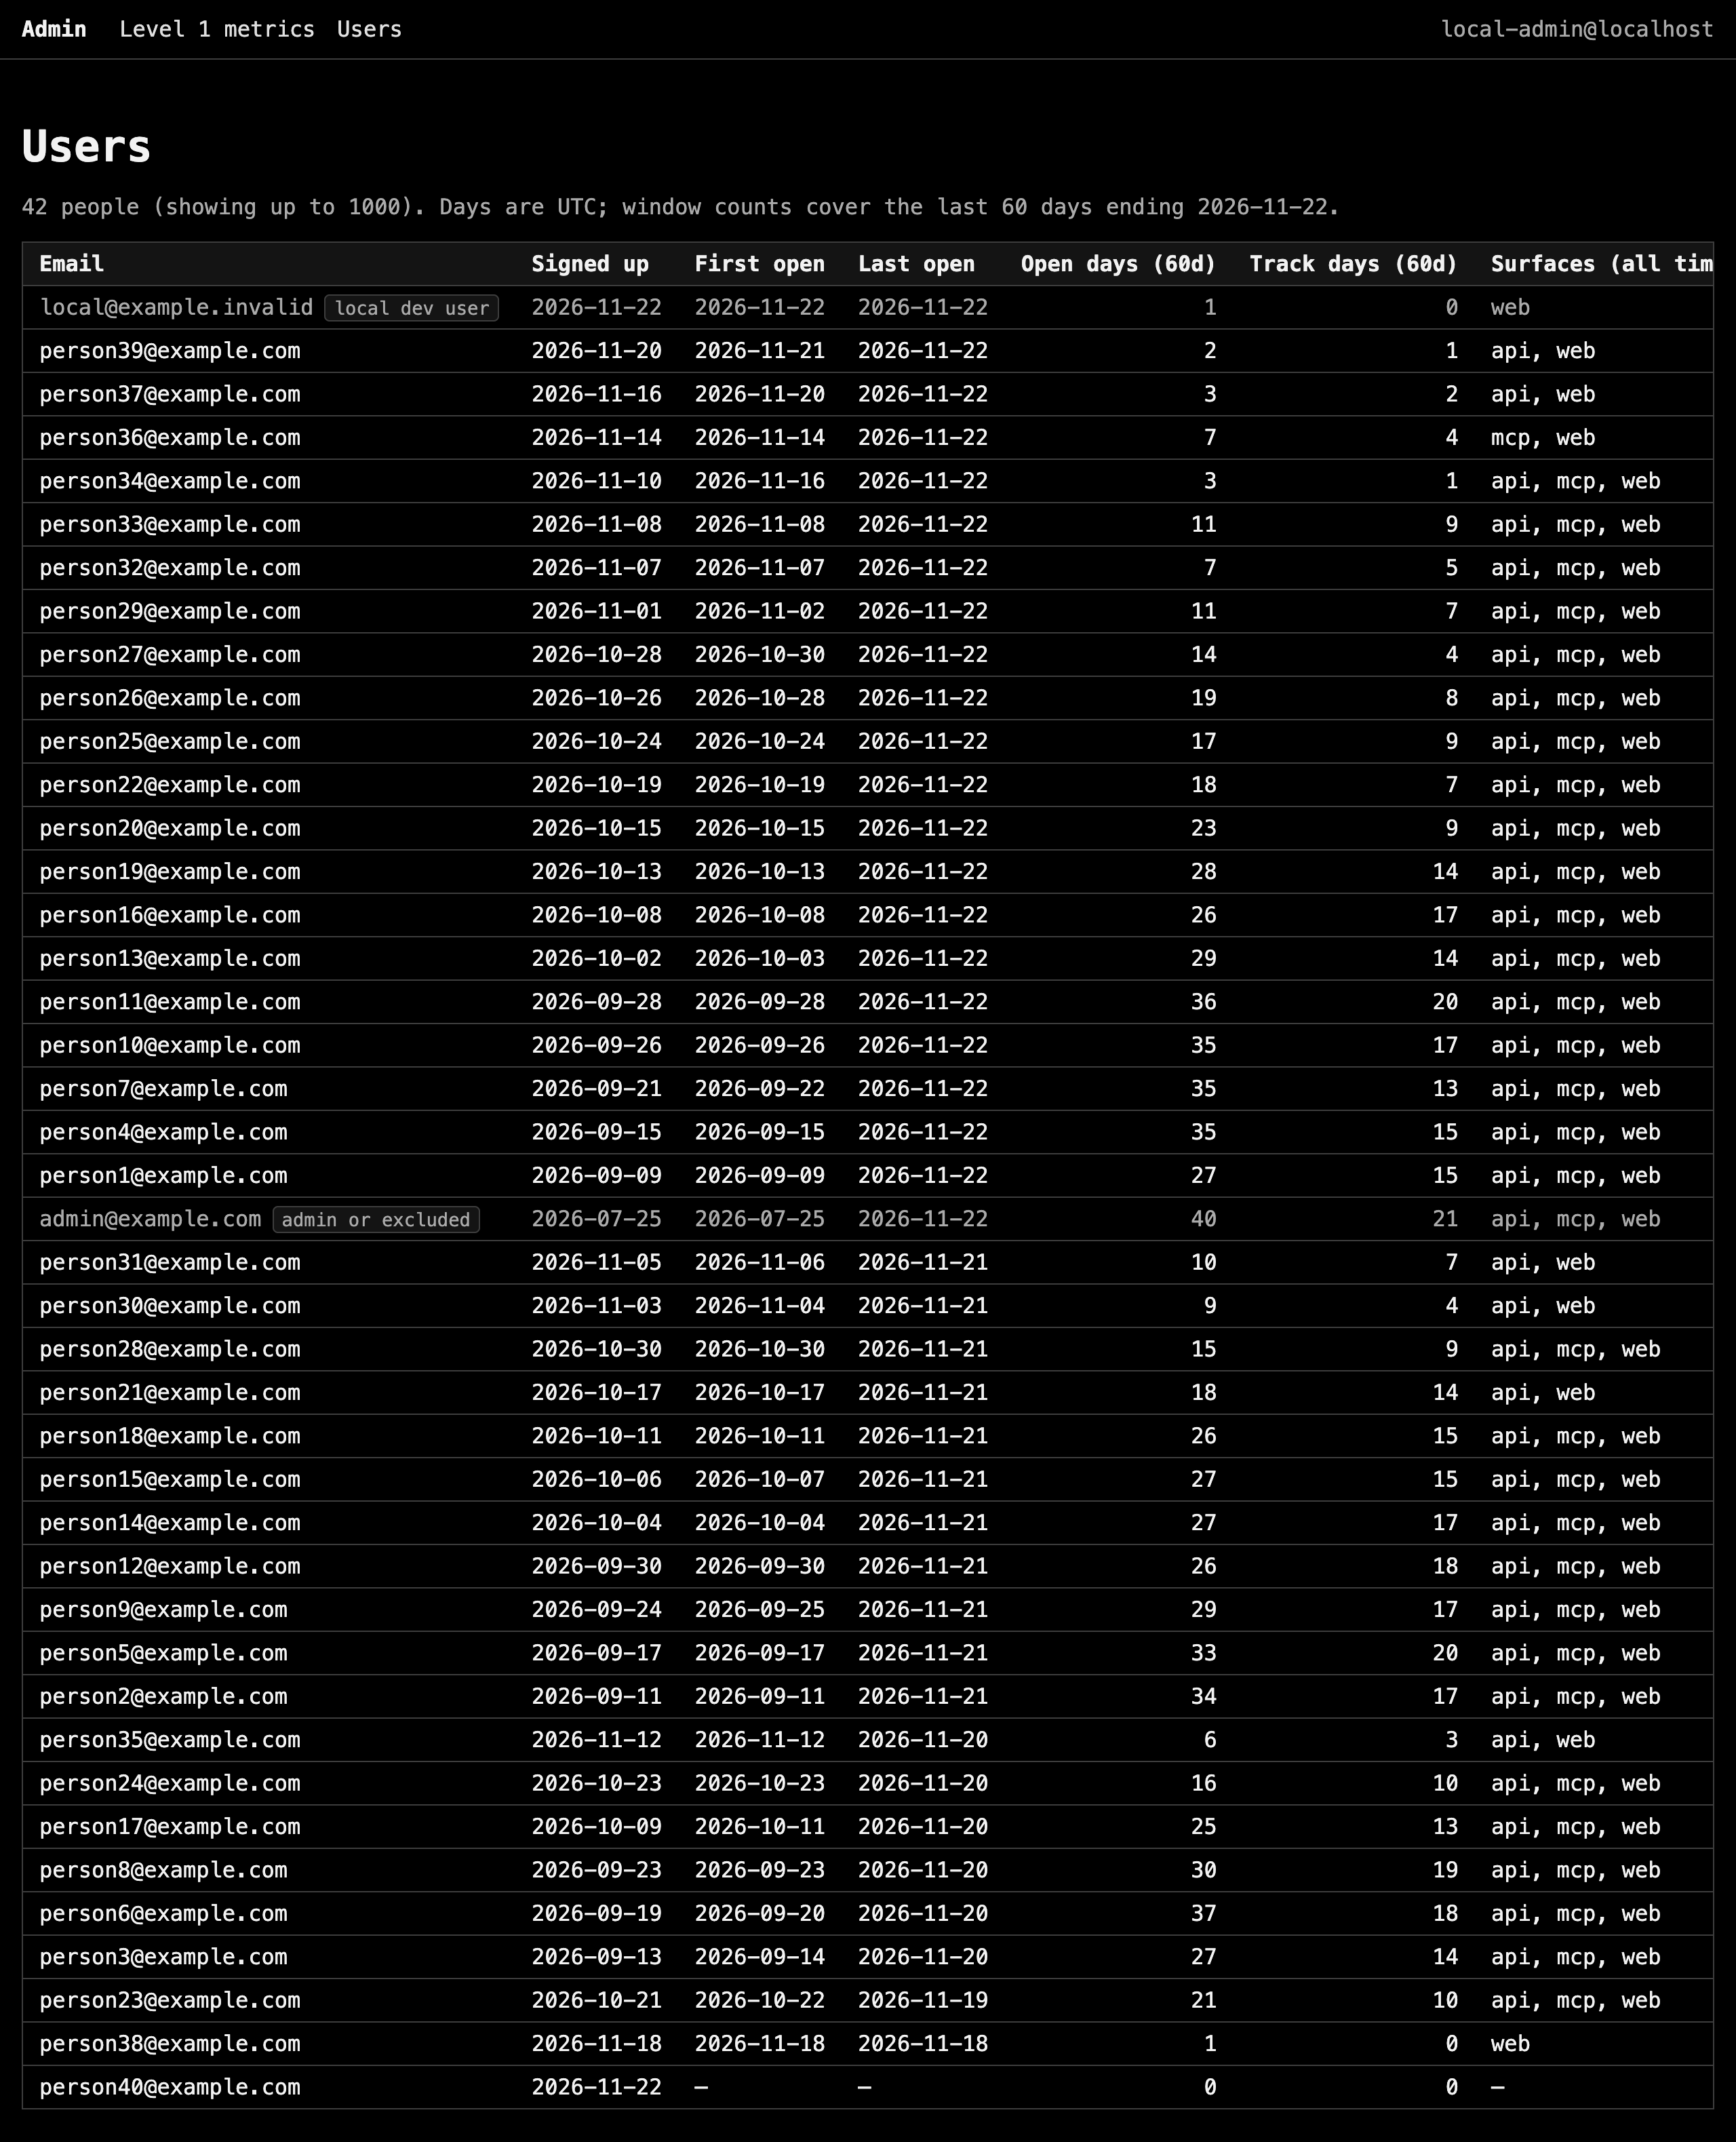 Admin Level 1 metrics Users local-admin@localhost
Users
42 people (showing up to 1000). Days are UTC; window counts cover the last 60 days ending 2026-11-22.
Email Signed up First open Last open Open days (60d) Track days (60d) Surfaces (all tim
local@example.invalid local dev user 2026-11-22 2026-11-22 2026-11-22 1 0 web
person39@example.com 2026-11-20 2026-11-21 2026-11-22 2 1 api, web
person37@example.com 2026-11-16 2026-11-20 2026-11-22 3 2 api, web
person36@example.com 2026-11-14 2026-11-14 2026-11-22 7 4 mcp, web
person34@example.com 2026-11-10 2026-11-16 2026-11-22 3 1 api, mcp, web
person33@example.com 2026-11-08 2026-11-08 2026-11-22 11 9 api, mcp, web
person32@example.com 2026-11-07 2026-11-07 2026-11-22 7 5 api, mcp, web
person29@example.com 2026-11-01 2026-11-02 2026-11-22 11 7 api, mcp, web
person27@example.com 2026-10-28 2026-10-30 2026-11-22 14 4 api, mcp, web
person26@example.com 2026-10-26 2026-10-28 2026-11-22 19 8 api, mcp, web
person25@example.com 2026-10-24 2026-10-24 2026-11-22 17 9 api, mcp, web
person22@example.com 2026-10-19 2026-10-19 2026-11-22 18 7 api, mcp, web
person20@example.com 2026-10-15 2026-10-15 2026-11-22 23 9 api, mcp, web
person19@example.com 2026-10-13 2026-10-13 2026-11-22 28 14 api, mcp, web
person16@example.com 2026-10-08 2026-10-08 2026-11-22 26 17 api, mcp, web
person13@example.com 2026-10-02 2026-10-03 2026-11-22 29 14 api, mcp, web
person11@example.com 2026-09-28 2026-09-28 2026-11-22 36 20 api, mcp, web
person10@example.com 2026-09-26 2026-09-26 2026-11-22 35 17 api, mcp, web
person7@example.com 2026-09-21 2026-09-22 2026-11-22 35 13 api, mcp, web
person4@example.com 2026-09-15 2026-09-15 2026-11-22 35 15 api, mcp, web
person1@example.com 2026-09-09 2026-09-09 2026-11-22 27 15 api, mcp, web
admin@example.com admin or excluded 2026-07-25 2026-07-25 2026-11-22 40 21 api, mcp, web
person31@example.com 2026-11-05 2026-11-06 2026-11-21 10 7 api, web
person30@example.com 2026-11-03 2026-11-04 2026-11-21 9 4 api, web
person28@example.com 2026-10-30 2026-10-30 2026-11-21 15 9 api, mcp, web
person21@example.com 2026-10-17 2026-10-17 2026-11-21 18 14 api, web
person18@example.com 2026-10-11 2026-10-11 2026-11-21 26 15 api, mcp, web
person15@example.com 2026-10-06 2026-10-07 2026-11-21 27 15 api, mcp, web
person14@example.com 2026-10-04 2026-10-04 2026-11-21 27 17 api, mcp, web
person12@example.com 2026-09-30 2026-09-30 2026-11-21 26 18 api, mcp, web
person9@example.com 2026-09-24 2026-09-25 2026-11-21 29 17 api, mcp, web
person5@example.com 2026-09-17 2026-09-17 2026-11-21 33 20 api, mcp, web
person2@example.com 2026-09-11 2026-09-11 2026-11-21 34 17 api, mcp, web
person35@example.com 2026-11-12 2026-11-12 2026-11-20 6 3 api, web
person24@example.com 2026-10-23 2026-10-23 2026-11-20 16 10 api, mcp, web
person17@example.com 2026-10-09 2026-10-11 2026-11-20 25 13 api, mcp, web
person8@example.com 2026-09-23 2026-09-23 2026-11-20 30 19 api, mcp, web
person6@example.com 2026-09-19 2026-09-20 2026-11-20 37 18 api, mcp, web
person3@example.com 2026-09-13 2026-09-14 2026-11-20 27 14 api, mcp, web
person23@example.com 2026-10-21 2026-10-22 2026-11-19 21 10 api, mcp, web
person38@example.com 2026-11-18 2026-11-18 2026-11-18 1 0 web
person40@example.com 2026-11-22 — — 0 0 —